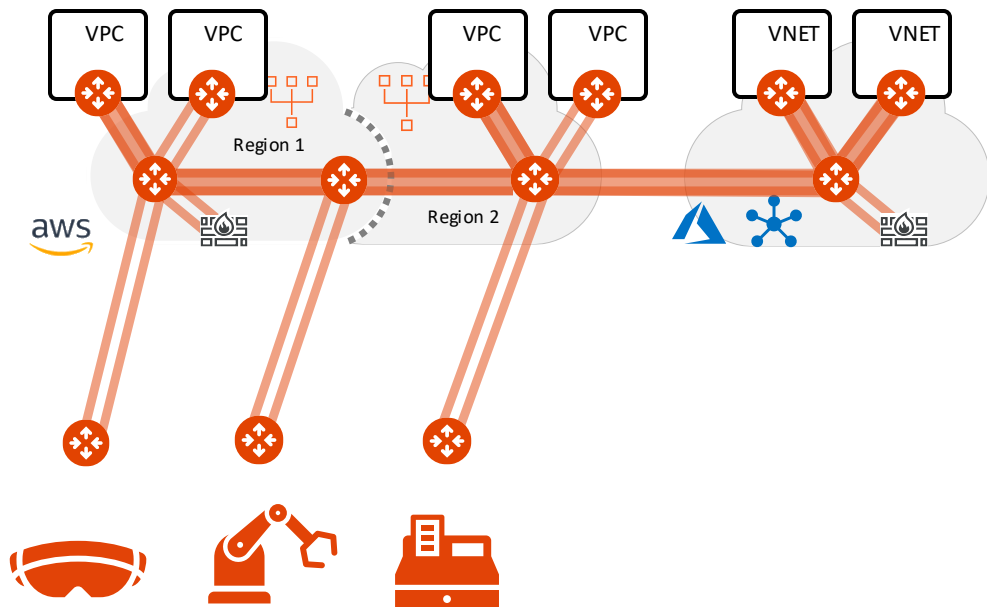 VPC
VPC
VPC
VPC
VNET
VNET
Region 1
Region 2
aws